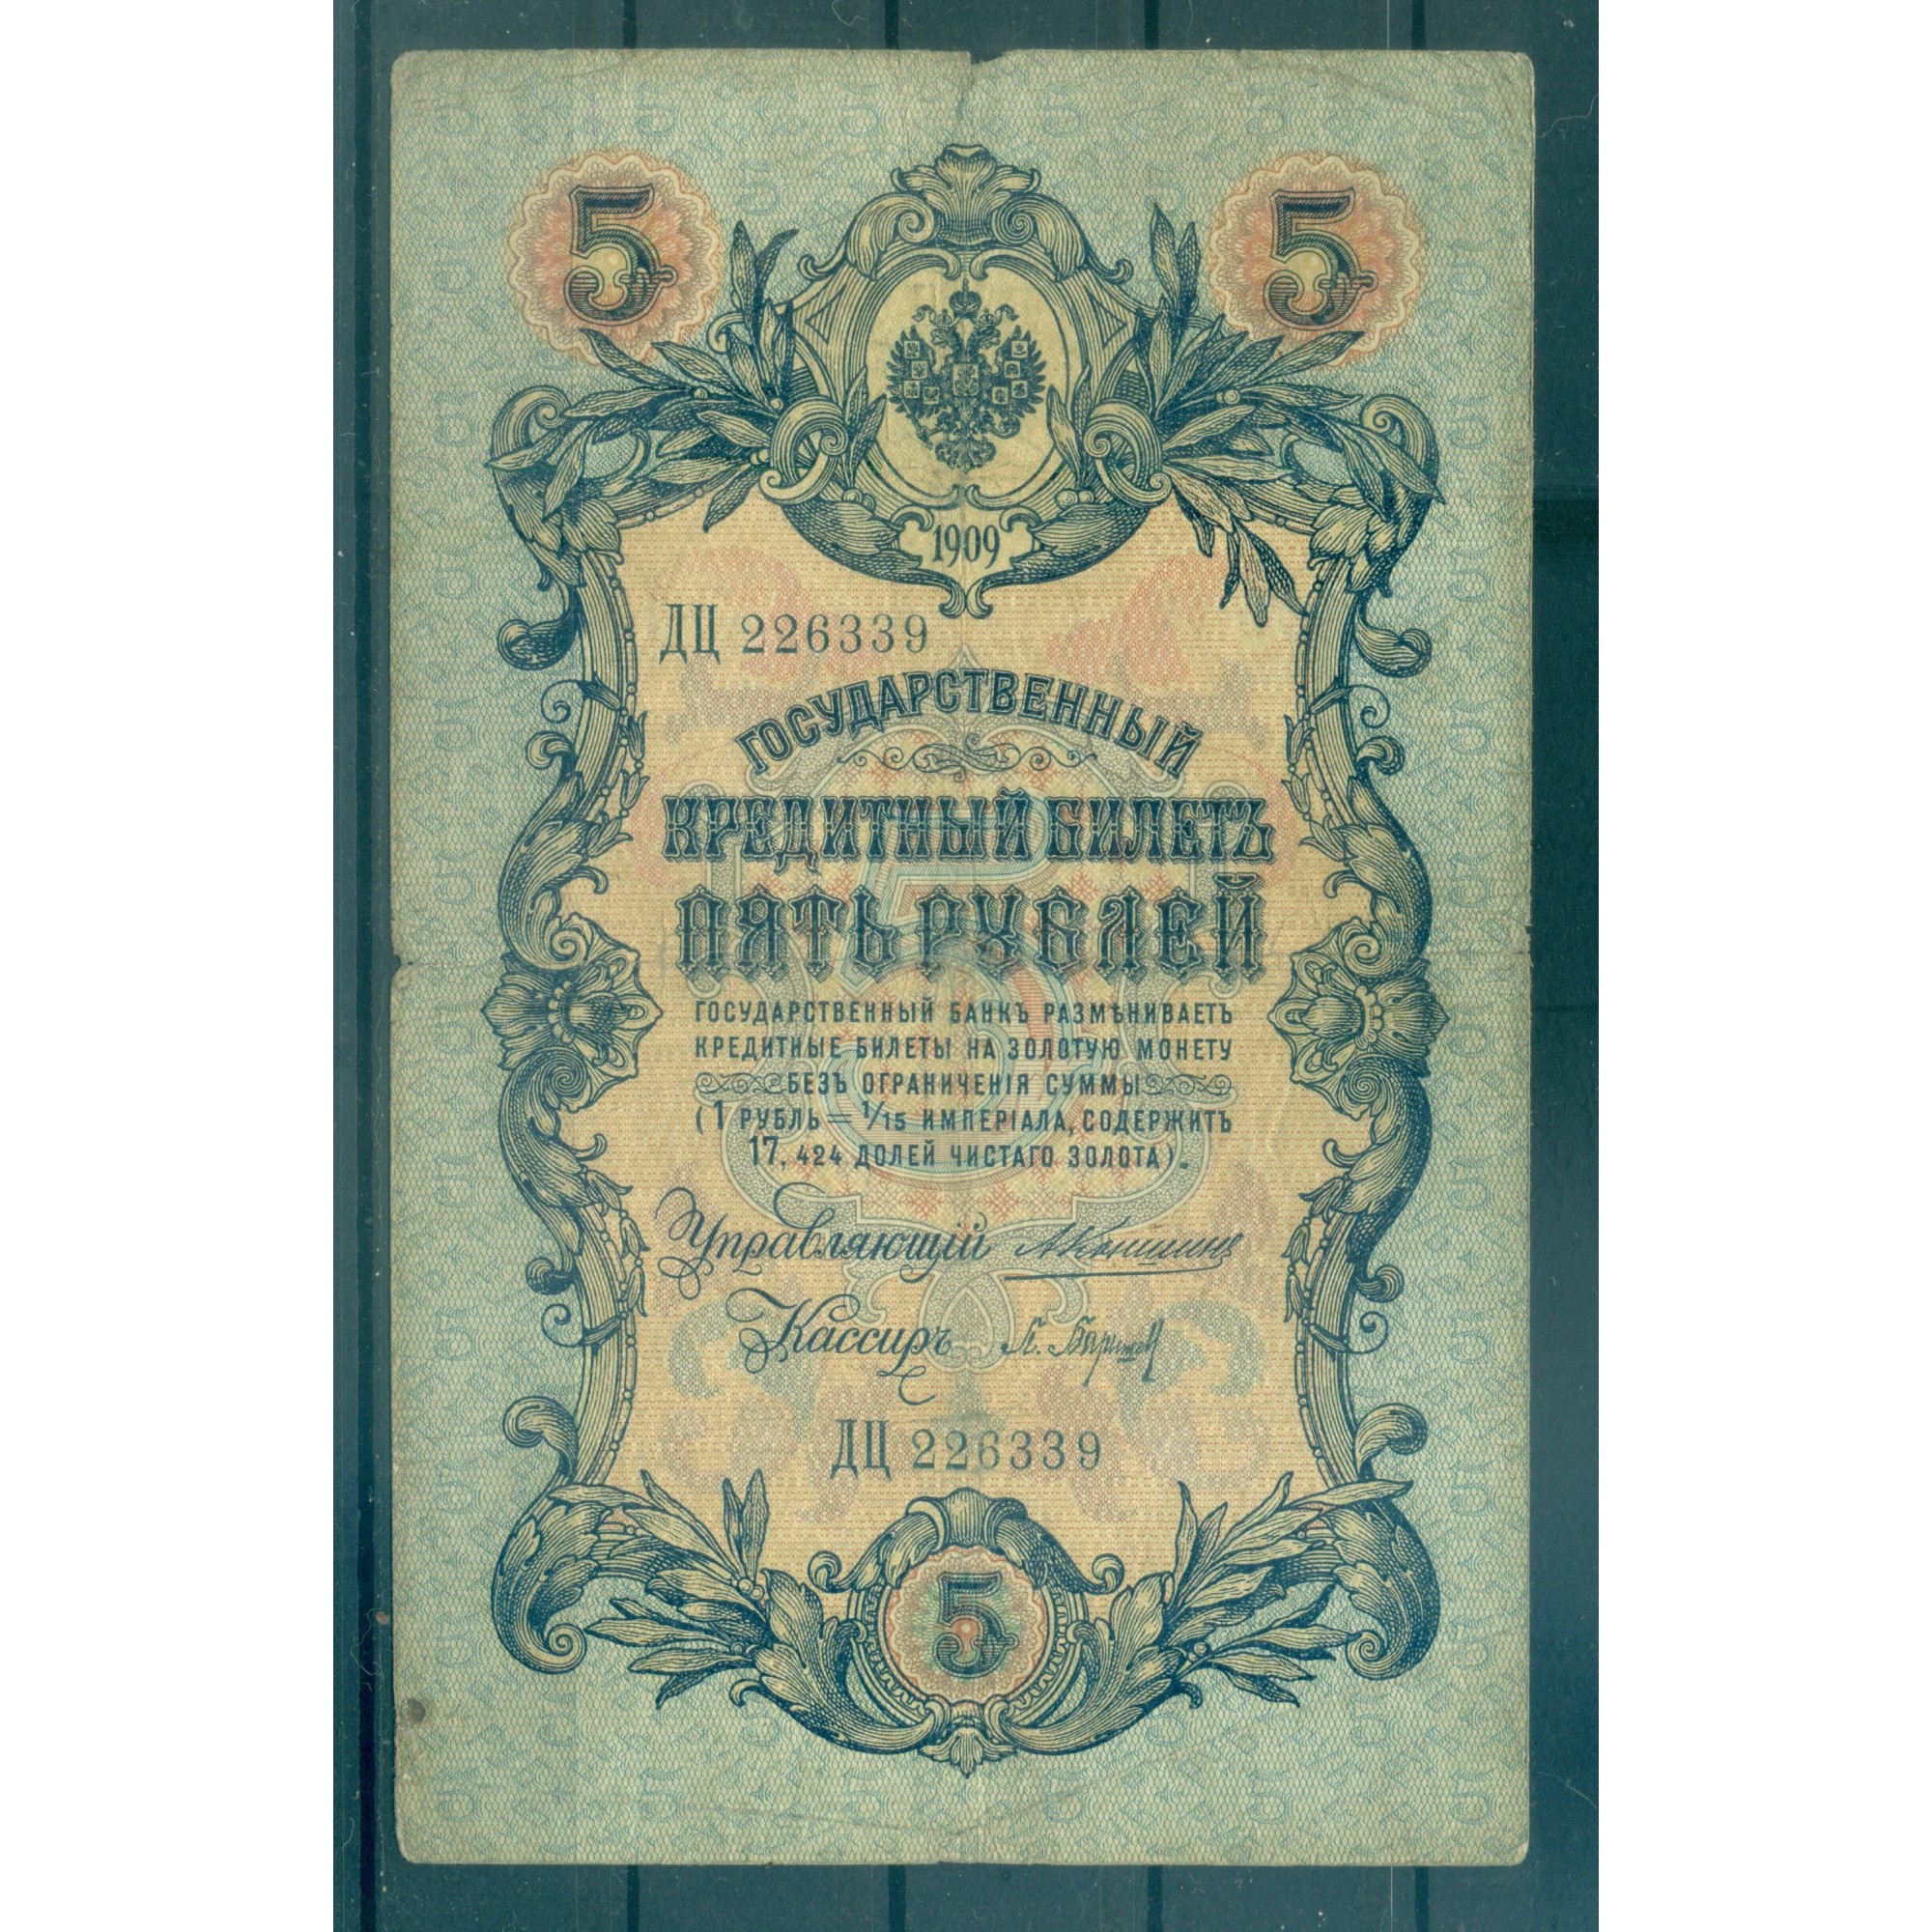 5 5
1909
ДЦ 226339
ГОСУДАРСТВЕННЫЙ
КРЕДИТНЫЙ БИЛЕТЪ
ПЯТЬ РУБЛЕЙ
ГОСУДАРСТВЕННЫЙ БАНКЪ РАЗМѢНИВАЕТЪ
КРЕДИТНЫЕ БИЛЕТЫ НА ЗОЛОТУЮ МОНЕТУ
БЕЗЪ ОГРАНИЧЕНІЯ СУММЫ
(1 РУБЛЬ = 1/15 ИМПЕРІАЛА, СОДЕРЖИТЪ
17,424 ДОЛЕЙ ЧИСТАГО ЗОЛОТА).
Управляющій АКоншинъ
Кассиръ
ДЦ 226339
5